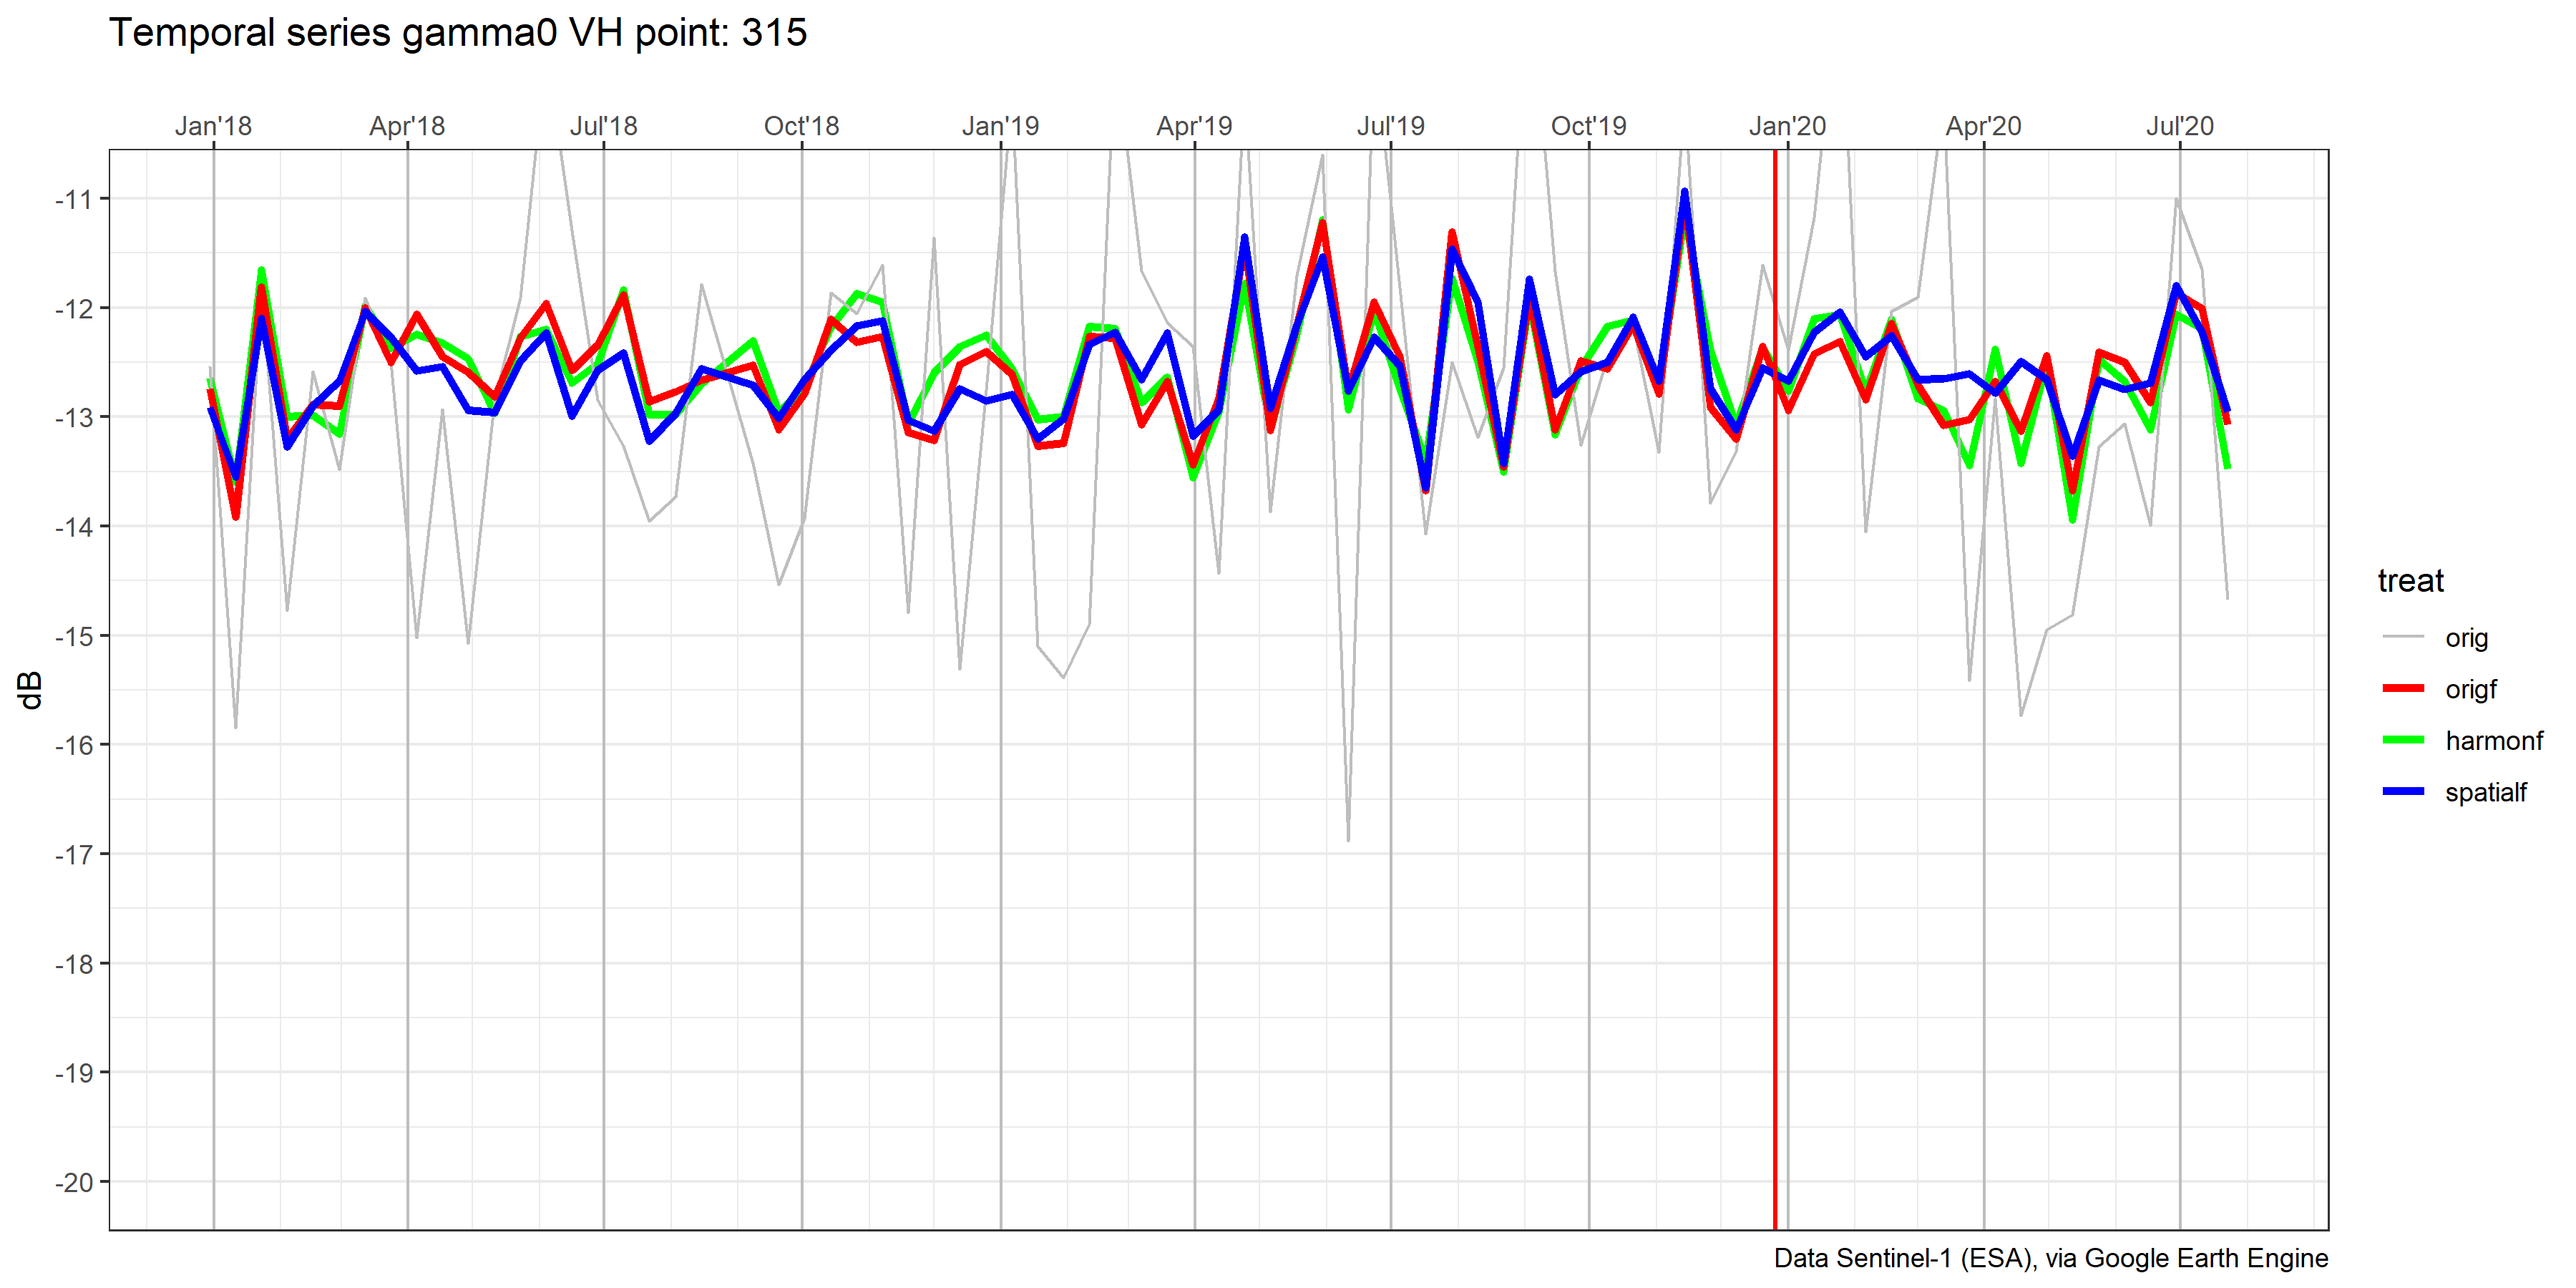 Temporal series gamma0 VH point: 315
Jan'18 Apr'18 Jul'18 Oct'18 Jan'19 Apr'19 Jul'19 Oct'19 Jan'20 Apr'20 Jul'20
-11
-12
-13
-14
-15
-16
-17
-18
-19
-20
dB
treat
orig
origf
harmonf
spatialf
Data Sentinel-1 (ESA), via Google Earth Engine